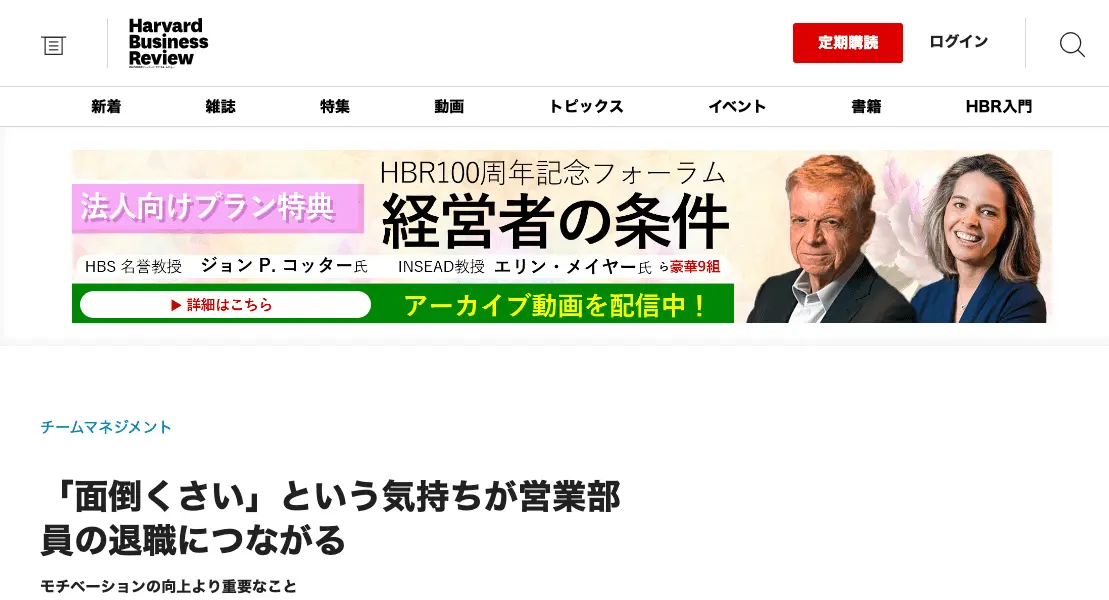 Harvard
Business
Review
定期購読
ログイン
新着 雑誌 特集 動画 トピックス イベント 書籍 HBR入門
法人向けプラン特典
HBR100周年記念フォーラム
経営者の条件
HBS 名誉教授 ジョン P. コッター氏 INSEAD教授 エリン・メイヤー氏 ら豪華9組
▶ 詳細はこちら
アーカイブ動画を配信中！
チームマネジメント
「面倒くさい」という気持ちが営業部
員の退職につながる
モチベーションの向上より重要なこと